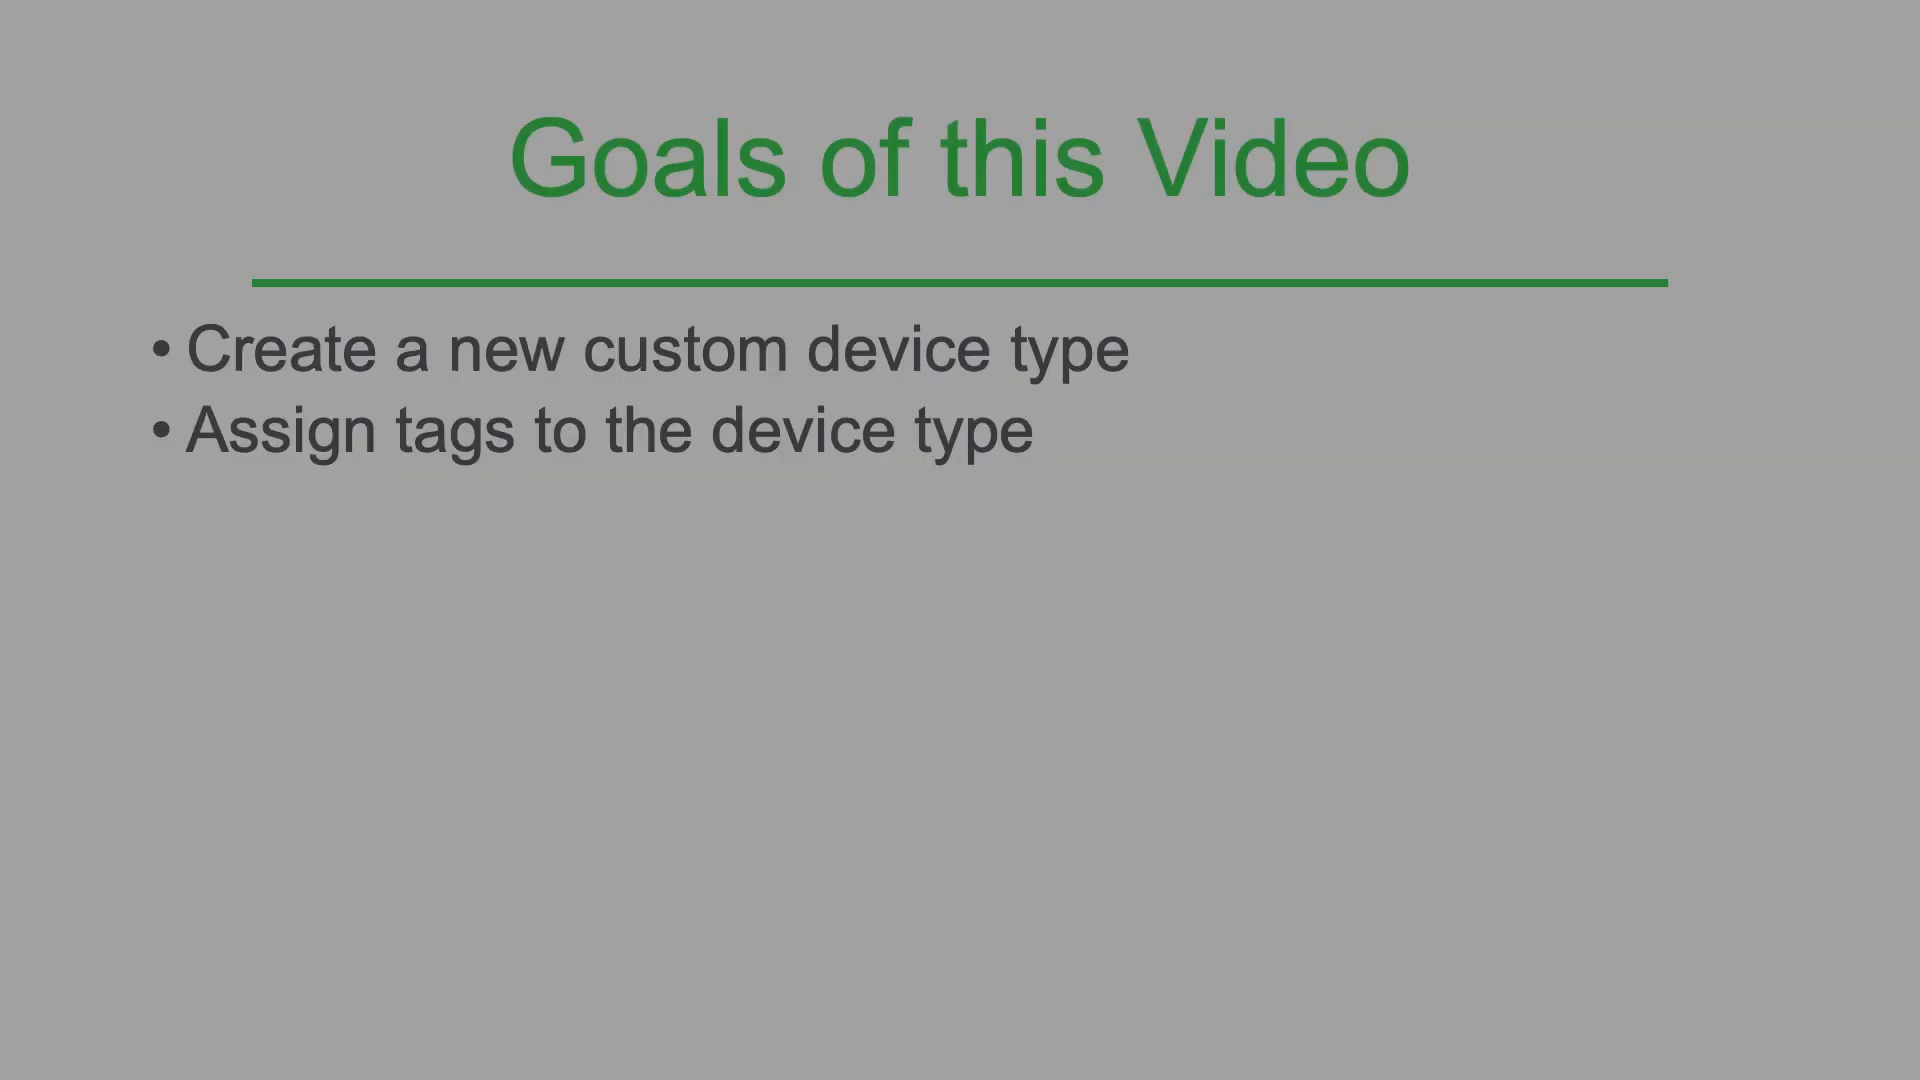 Goals of this Video
• Create a new custom device type
• Assign tags to the device type